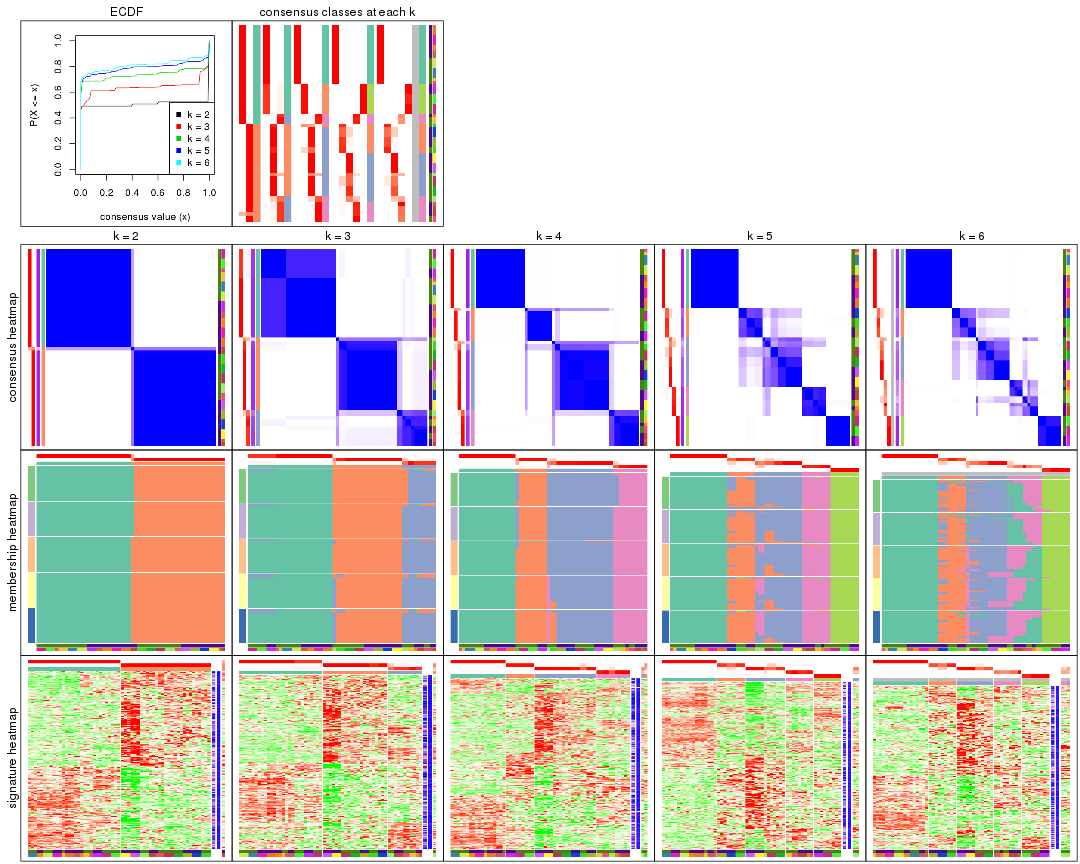 ECDF
consensus classes at each k
P(X <= x)
1.0
0.8
0.6
0.4
0.2
0.0
k = 2
k = 3
k = 4
k = 5
k = 6
0.0 0.2 0.4 0.6 0.8 1.0
consensus value (x)
k = 2 k = 3 k = 4 k = 5 k = 6
consensus heatmap
membership heatmap
signature heatmap